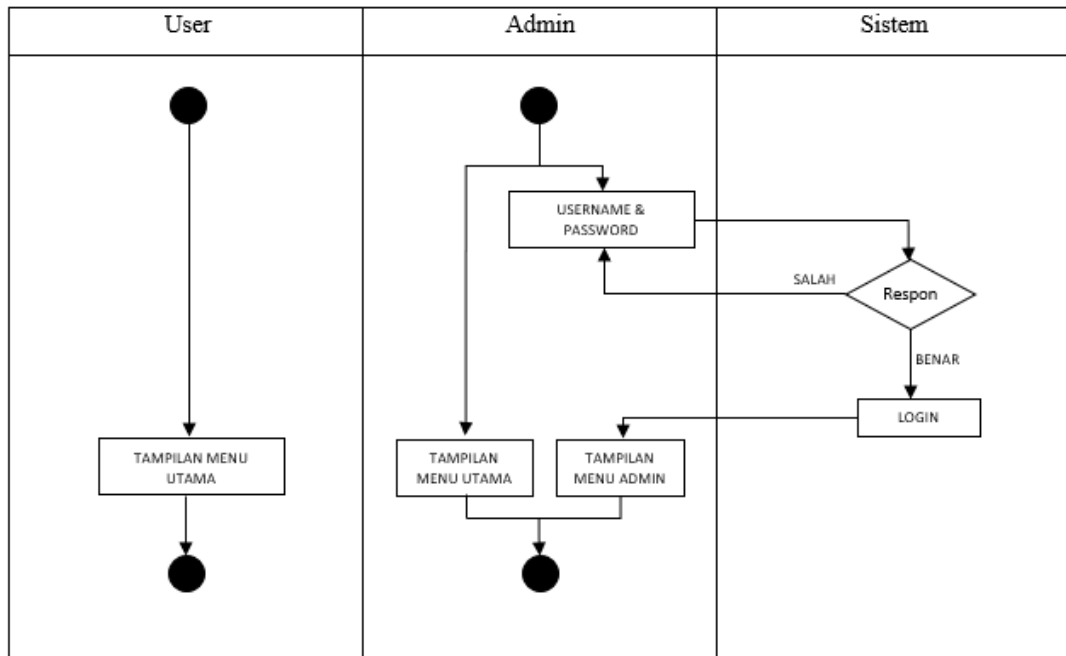 User
Admin
Sistem
USERNAME &
PASSWORD
SALAH
Respon
BENAR
LOGIN
TAMPILAN MENU
UTAMA
TAMPILAN
MENU UTAMA
TAMPILAN
MENU ADMIN